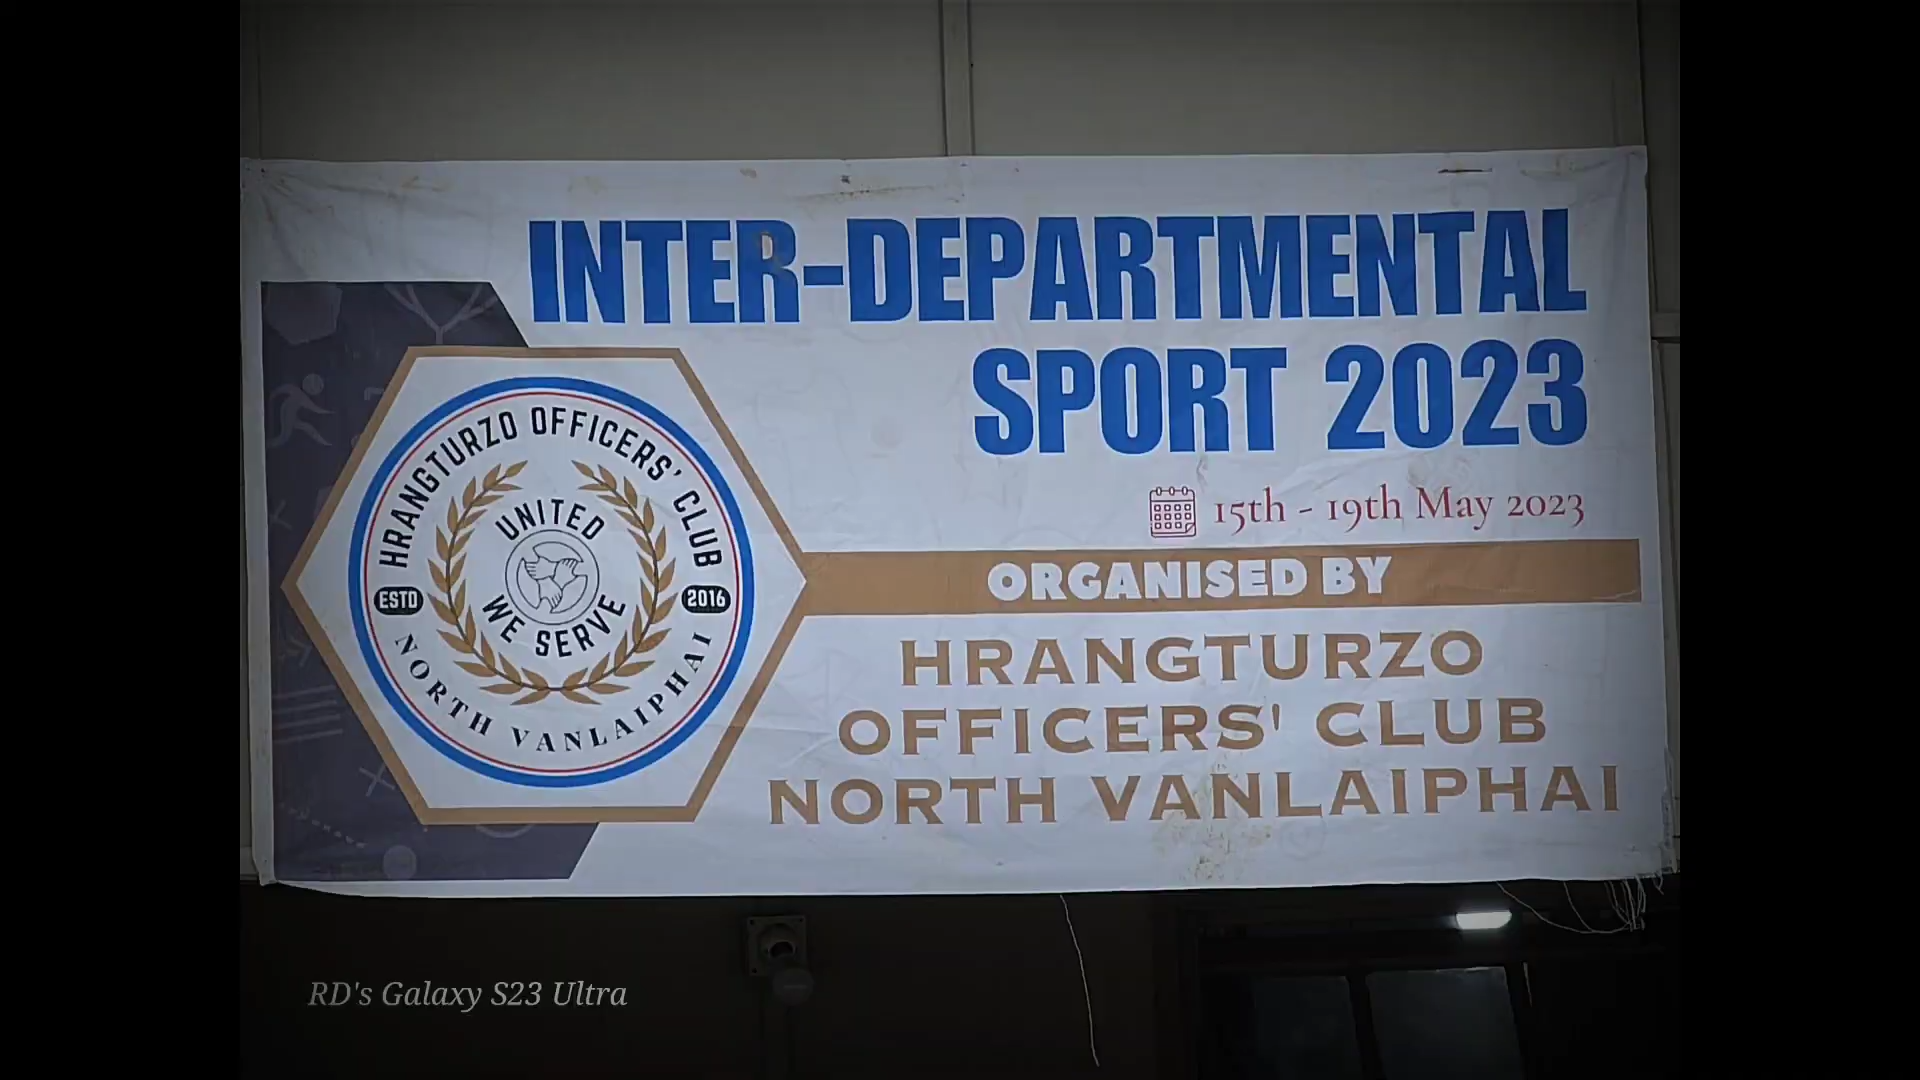 INTER-DEPARTMENTAL
SPORT 2023
15th - 19th May 2023
ORGANISED BY
HRANGTURZO
OFFICERS' CLUB
NORTH VANLAIPHAI
HRANGTURZO OFFICERS' CLUB
UNITED
WE SERVE
ESTD
2016
NORTH VANLAIPHAI
RD's Galaxy S23 Ultra